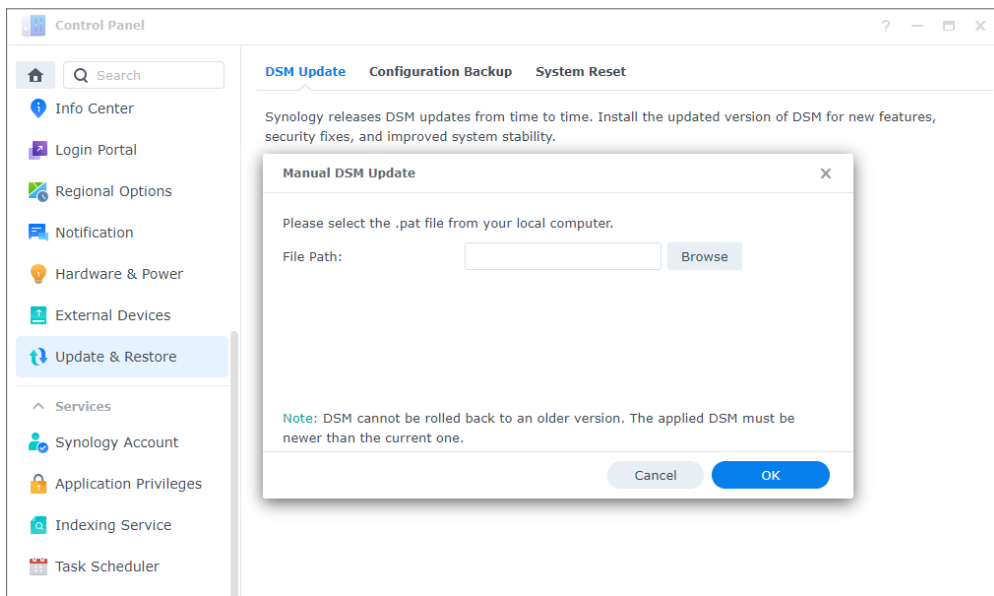 Control Panel
?
Search
Info Center
Login Portal
Regional Options
Notification
Hardware & Power
External Devices
Update & Restore
Services
Synology Account
Application Privileges
Indexing Service
Task Scheduler
DSM Update Configuration Backup System Reset
Synology releases DSM updates from time to time. Install the updated version of DSM for new features,
security fixes, and improved system stability.
Manual DSM Update
Please select the .pat file from your local computer.
File Path:
Browse
Note: DSM cannot be rolled back to an older version. The applied DSM must be
newer than the current one.
Cancel
OK